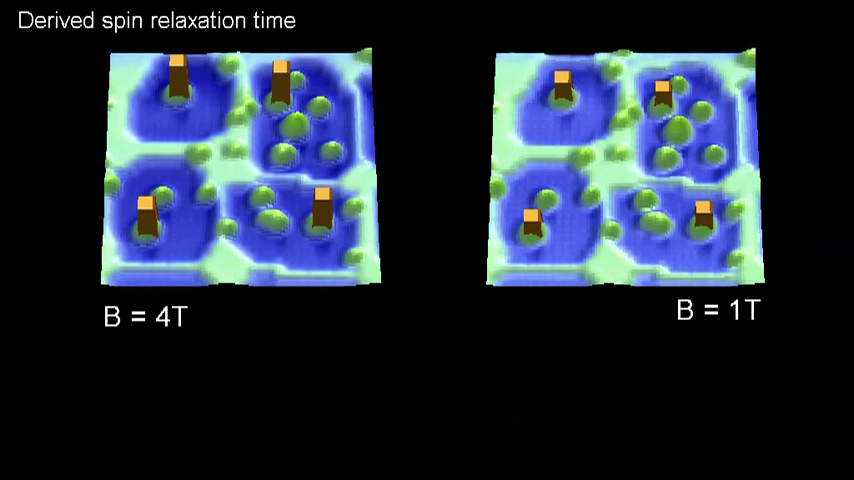 Derived spin relaxation time
B = 4T
B = 1T